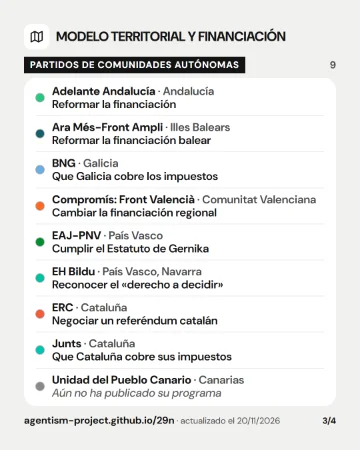 MODELO TERRITORIAL Y FINANCIACIÓN
PARTIDOS DE COMUNIDADES AUTÓNOMAS 9
Adelante Andalucía · Andalucía
Reformar la financiación
Ara Més-Front Ampli · Illes Balears
Reformar la financiación balear
BNG · Galicia
Que Galicia cobre los impuestos
Compromís: Front Valencià · Comunitat Valenciana
Cambiar la financiación regional
EAJ-PNV · País Vasco
Cumplir el Estatuto de Gernika
EH Bildu · País Vasco, Navarra
Reconocer el «derecho a decidir»
ERC · Cataluña
Negociar un referéndum catalán
Junts · Cataluña
Que Cataluña cobre sus impuestos
Unidad del Pueblo Canario · Canarias
Aún no ha publicado su programa
agentism-project.github.io/29n · actualizado el 20/11/2026 3/4